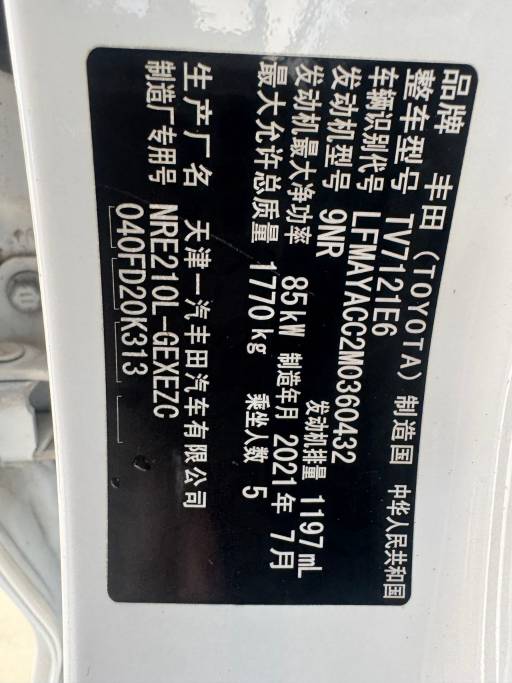 品牌 丰田（TOYOTA） 制造国 中华人民共和国
整车型号 TV7121E6
车辆识别代号 LFMAYACC2M0360432
发动机型号 9NR 发动机排量 1197mL
发动机最大净功率 85kW 制造年月 2021年7月
最大允许总质量 1770kg 乘坐人数 5
生产厂名 天津一汽丰田汽车有限公司
制造厂专用号 NRE210L-GEXEZC
040FD20K313